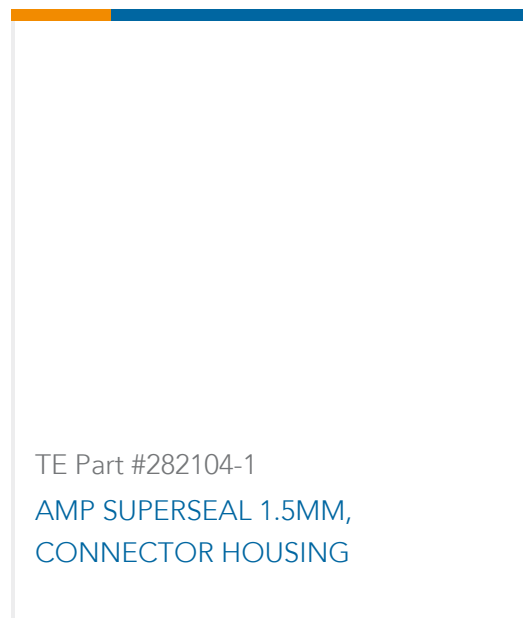 TE Part #282104-1
AMP SUPERSEAL 1.5MM,
CONNECTOR HOUSING